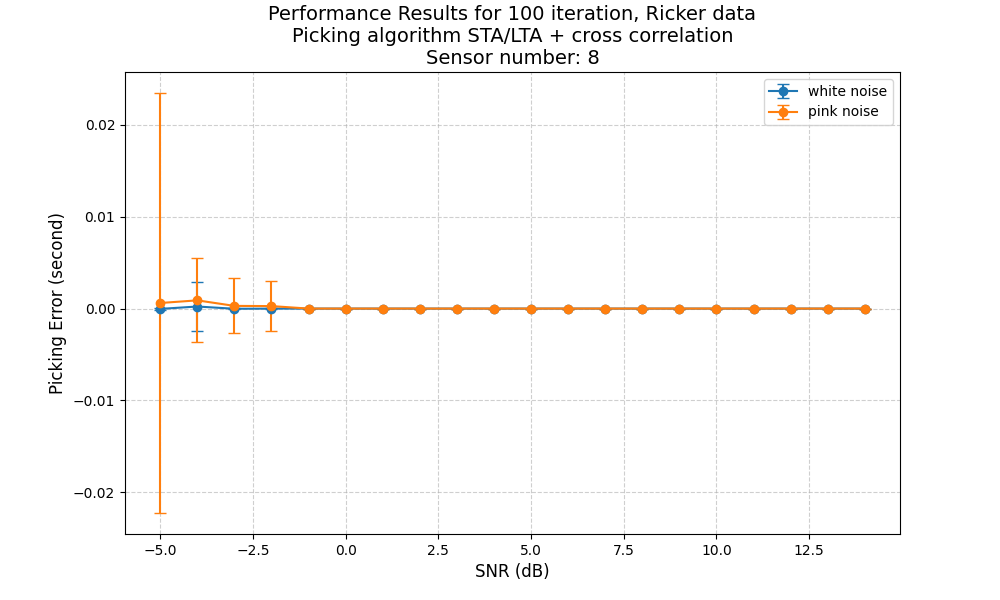 Performance Results for 100 iteration, Ricker data
Picking algorithm STA/LTA + cross correlation
Sensor number: 8
white noise
pink noise
Picking Error (second)
0.02
0.01
0.00
−0.01
−0.02
−5.0 −2.5 0.0 2.5 5.0 7.5 10.0 12.5
SNR (dB)